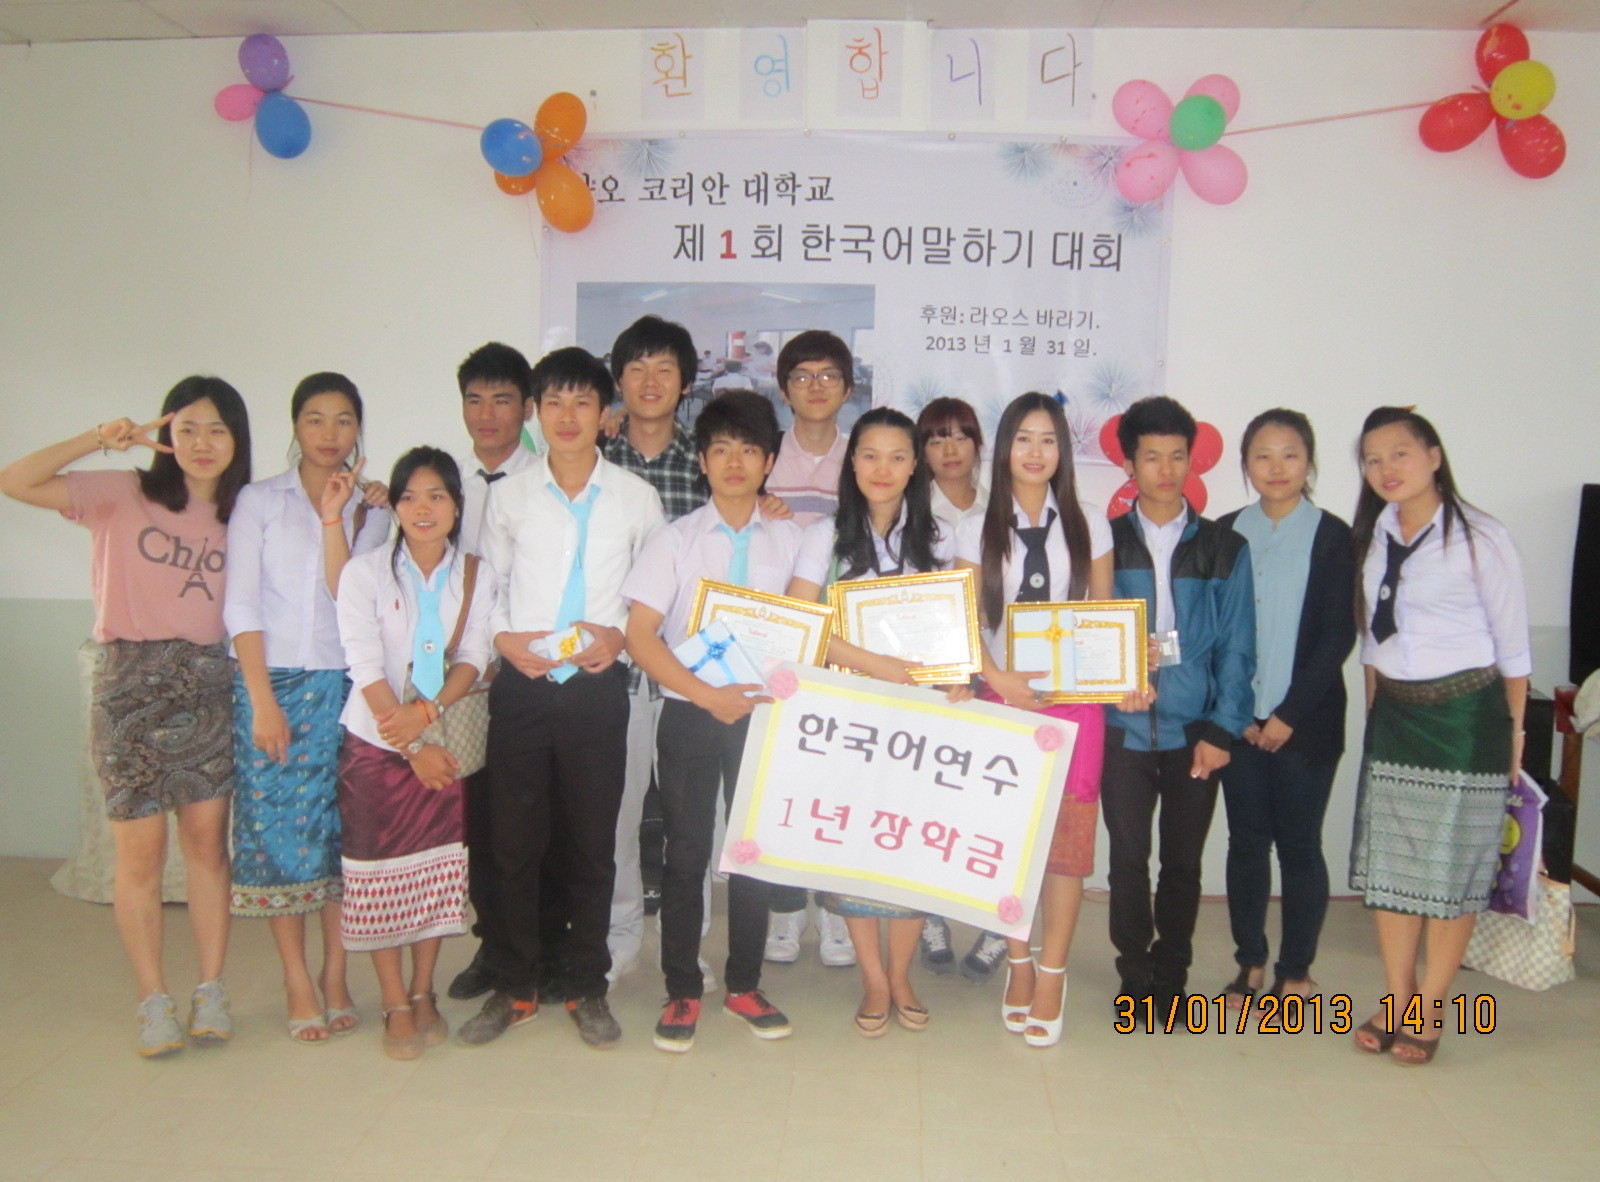 환영합니다.
오 코리안 대학교
제 1 회 한국어말하기 대회
후원: 라오스 바라기.
2013 년 1 월 31 일.
한국어연수
1 년 장학금
31/01/2013 14:10